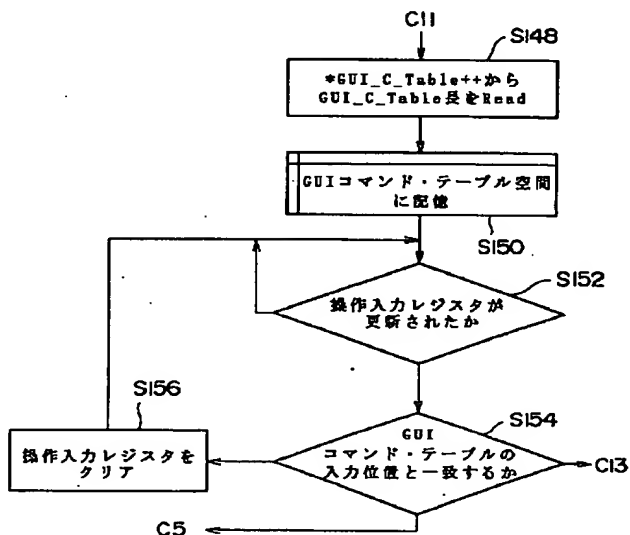 C11
S148
*GUI_C_Table++から
GUI_C_Table長をRead
GUIコマンド・テーブル空間
に記憶
S150
S152
操作入力レジスタが
更新されたか
S156
操作入力レジスタを
クリア
S154
GUI
コマンド・テーブルの
入力位置と一致するか
C13
C5